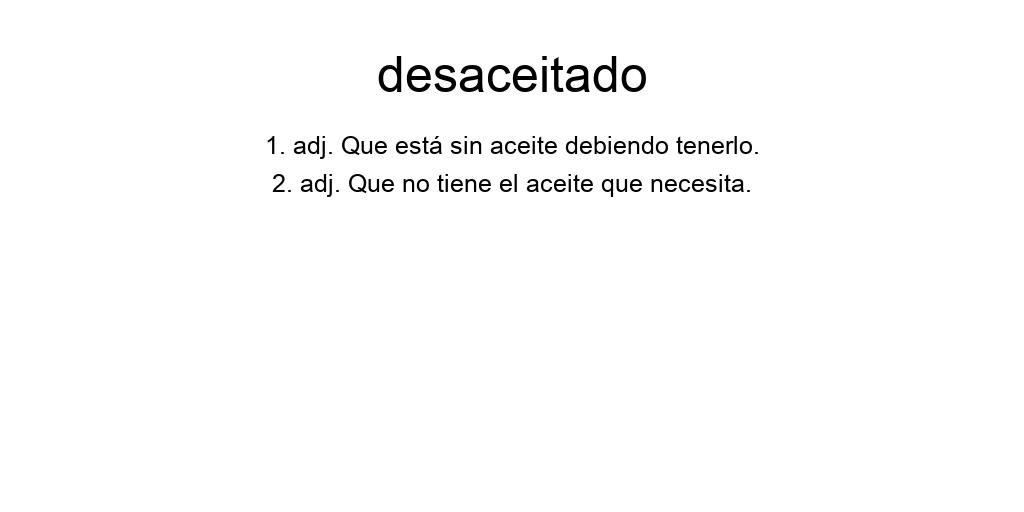 desaceitado
1. adj. Que está sin aceite debiendo tenerlo.
2. adj. Que no tiene el aceite que necesita.